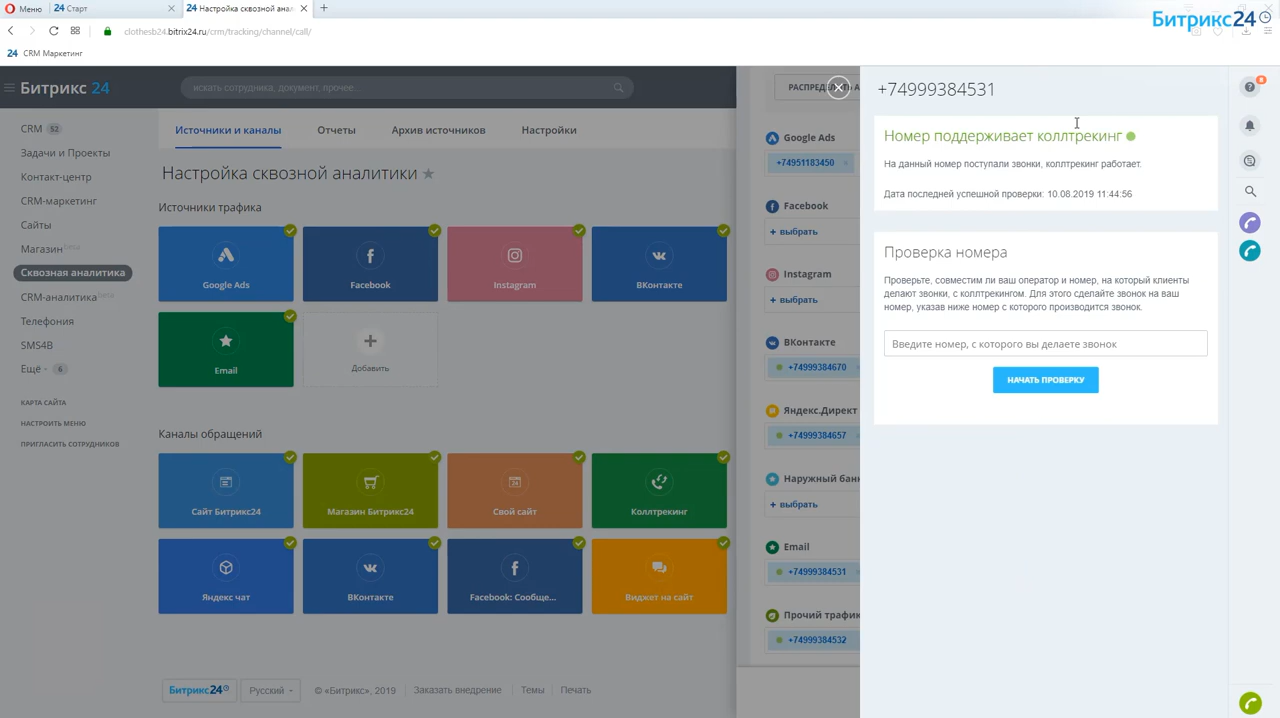 Меню
24 Старт
24 Настройка сквозной анал
clothesb24.bitrix24.ru/crm/tracking/channel/call/
Битрикс24
24 CRM Маркетинг
Битрикс 24
искать сотрудника, документ, прочее...
CRM 52
Задачи и Проекты
Контакт-центр
CRM-маркетинг
Сайты
Магазин beta
Сквозная аналитика
CRM-аналитика beta
Телефония
SMS4B
Ещё - 6
КАРТА САЙТА
НАСТРОИТЬ МЕНЮ
ПРИГЛАСИТЬ СОТРУДНИКОВ
Источники и каналы
Отчеты
Архив источников
Настройки
Настройка сквозной аналитики
Источники трафика
Google Ads
Facebook
Instagram
ВКонтакте
Email
Добавить
Каналы обращений
Сайт Битрикс24
Магазин Битрикс24
24
Свой сайт
Коллтрекинг
Яндекс чат
ВКонтакте
Facebook: Сообще...
Виджет на сайт
Битрикс24
Русский
© «Битрикс», 2019
Заказать внедрение
Темы
Печать
РАСПРЕДЕЛИТЬ А
Google Ads
+74951183450
Facebook
+ выбрать
Instagram
+ выбрать
ВКонтакте
+74999384670
Яндекс.Директ
+74999384657
Наружный бан
+ выбрать
Email
+74999384531
Прочий трафик
+74999384532
+74999384531
Номер поддерживает коллтрекинг
На данный номер поступали звонки, коллтрекинг работает.
Дата последней успешной проверки: 10.08.2019 11:44:56
Проверка номера
Проверьте, совместим ли ваш оператор и номер, на который клиенты
делают звонки, с коллтрекингом. Для этого сделайте звонок на ваш
номер, указав ниже номер с которого производится звонок.
Введите номер, с которого вы делаете звонок
НАЧАТЬ ПРОВЕРКУ